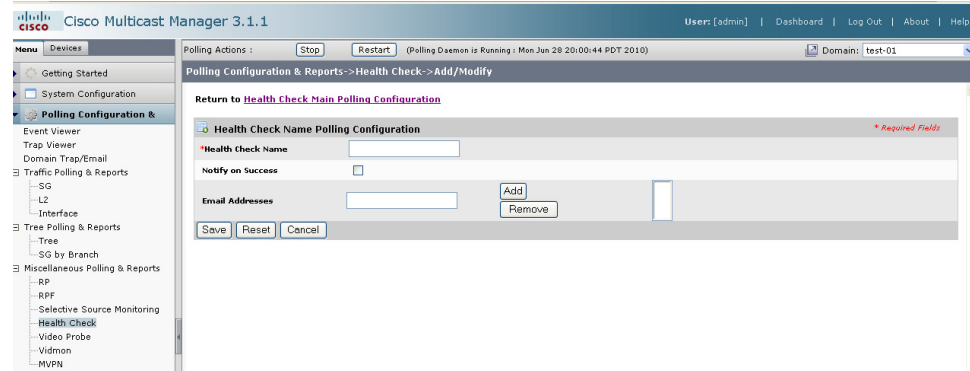 cisco Cisco Multicast Manager 3.1.1
User: [admin] | Dashboard | Log Out | About | Help
Menu Devices
Polling Actions : Stop Restart (Polling Daemon is Running : Mon Jun 28 20:00:44 PDT 2010) Domain: test-01
Getting Started
System Configuration
Polling Configuration &
Event Viewer
Trap Viewer
Domain Trap/Email
Traffic Polling & Reports
SG
L2
Interface
Tree Polling & Reports
Tree
SG by Branch
Miscellaneous Polling & Reports
RP
RPF
Selective Source Monitoring
Health Check
Video Probe
Vidmon
MVPN
Polling Configuration & Reports->Health Check->Add/Modify
Return to Health Check Main Polling Configuration
Health Check Name Polling Configuration * Required Fields
*Health Check Name
Notify on Success
Email Addresses Add
Remove
Save Reset Cancel